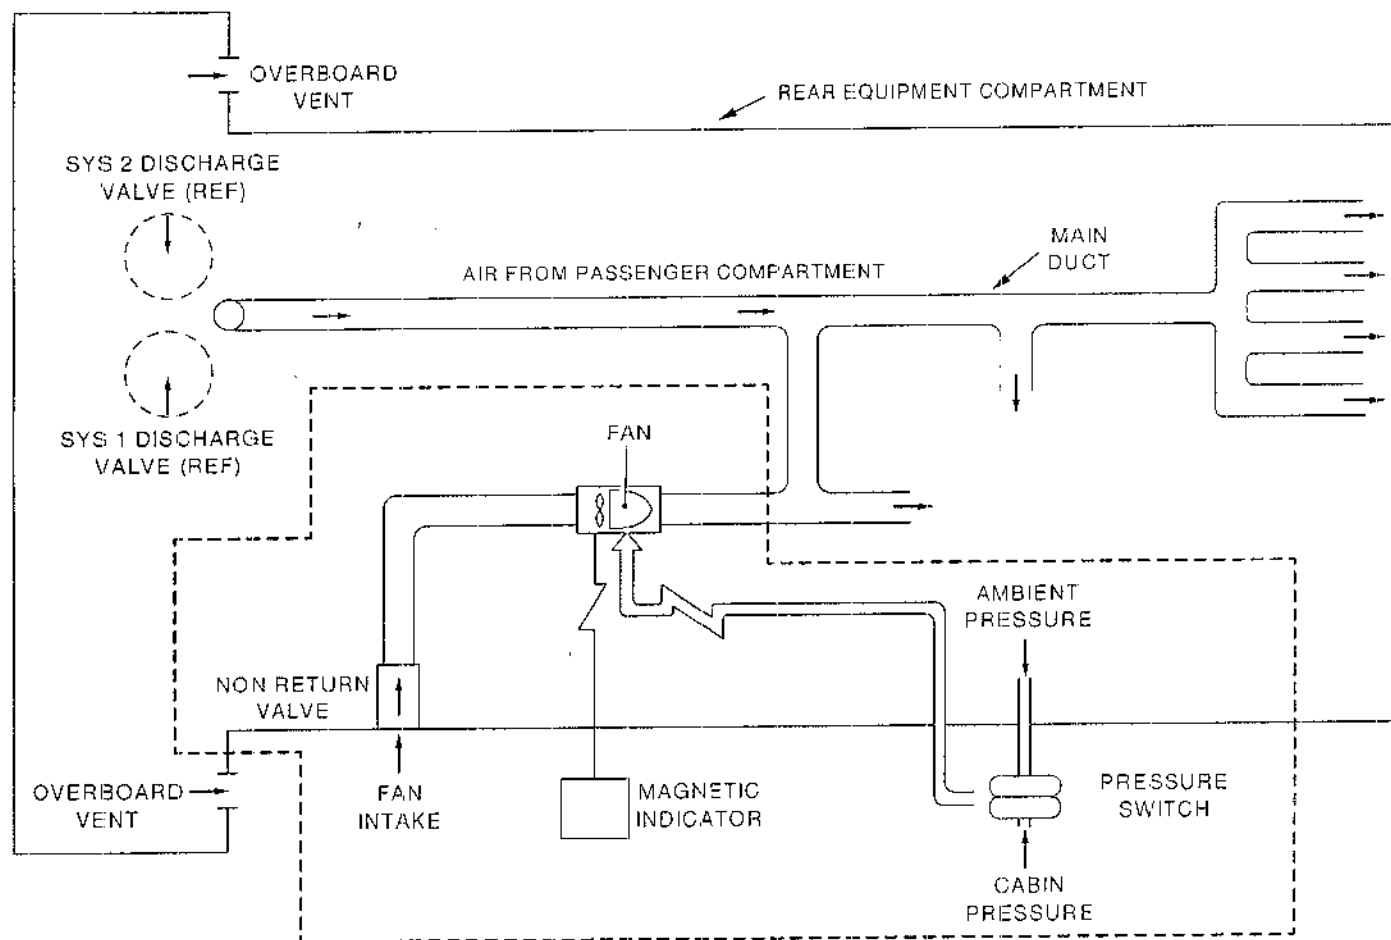 OVERBOARD
VENT
REAR EQUIPMENT COMPARTMENT
SYS 2 DISCHARGE
VALVE (REF)
MAIN
DUCT
AIR FROM PASSENGER COMPARTMENT
SYS 1 DISCHARGE
VALVE (REF)
FAN
AMBIENT
PRESSURE
NON RETURN
VALVE
OVERBOARD
VENT
FAN
INTAKE
MAGNETIC
INDICATOR
PRESSURE
SWITCH
CABIN
PRESSURE